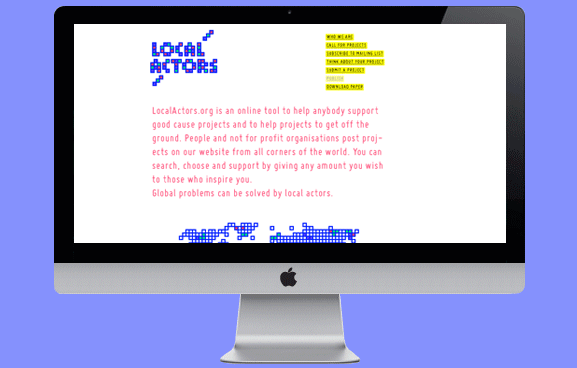 LOCAL
ACTORS
WHO WE ARE
CALL FOR PROJECTS
SUBSCRIBE TO MAILING LIST
THINK ABOUT YOUR PROJECT
SUBMIT A PROJECT
PUBLISH
DOWNLOAD PAPER
LocalActors.org is an online tool to help anybody support
good cause projects and to help projects to get off the
ground. People and not for profit organisations post proj-
ects on our website from all corners of the world. You can
search, choose and support by giving any amount you wish
to those who inspire you.
Global problems can be solved by local actors.